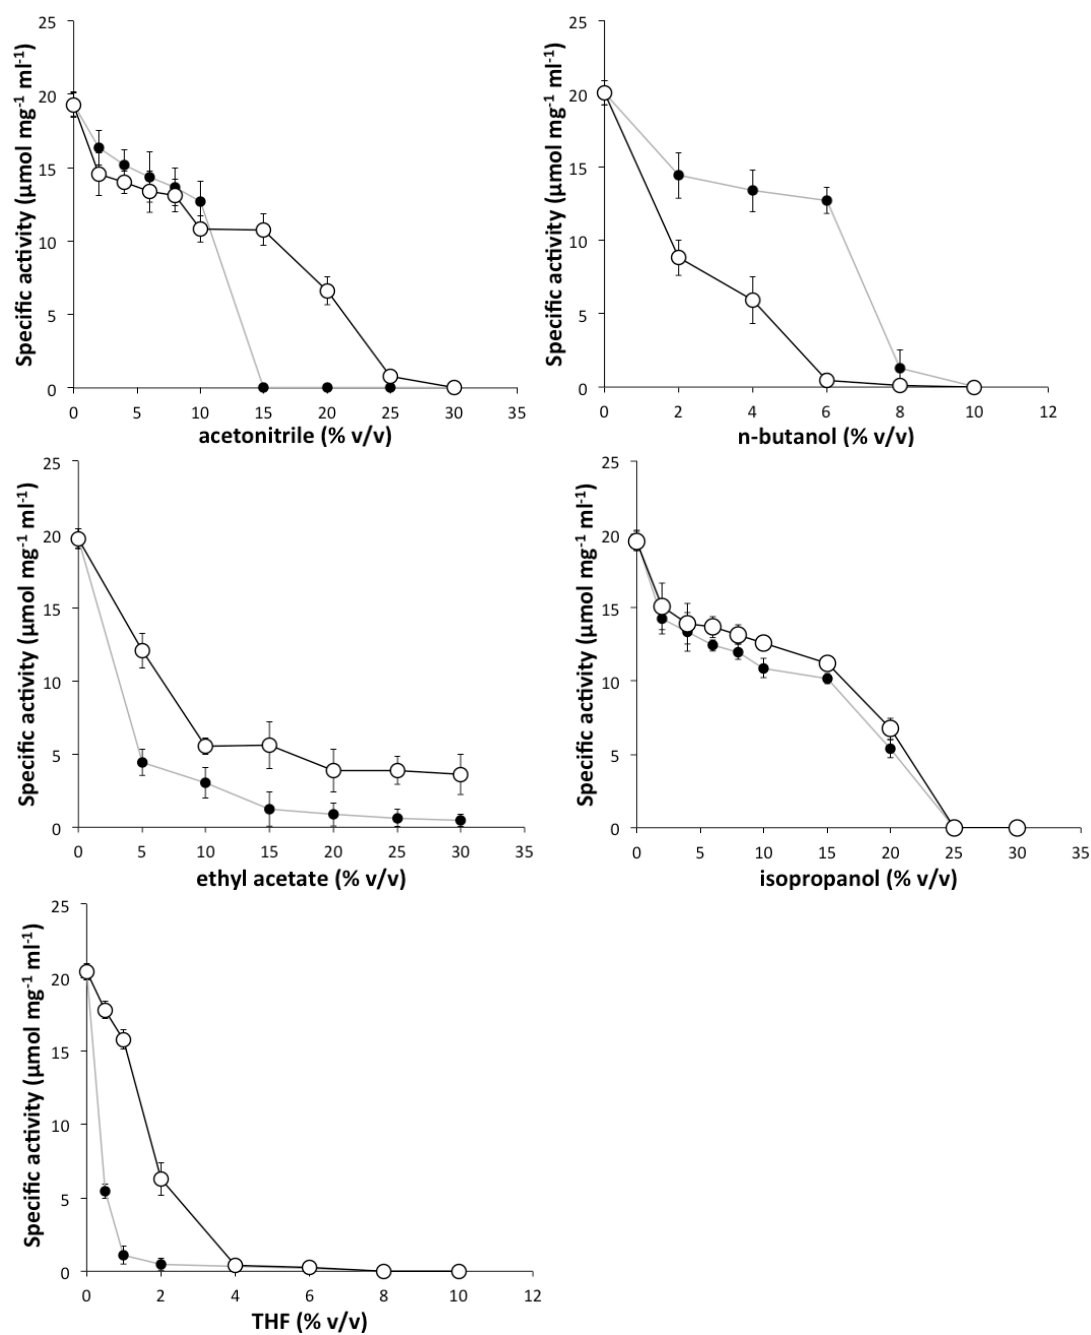 25
20
15
10
5
0
Specific activity (µmol mg⁻¹ ml⁻¹)
0 5 10 15 20 25 30 35
acetonitrile (% v/v)
25
20
15
10
5
0
Specific activity (µmol mg⁻¹ ml⁻¹)
0 2 4 6 8 10 12
n-butanol (% v/v)
25
20
15
10
5
0
Specific activity (µmol mg⁻¹ ml⁻¹)
0 5 10 15 20 25 30 35
ethyl acetate (% v/v)
25
20
15
10
5
0
Specific activity (µmol mg⁻¹ ml⁻¹)
0 5 10 15 20 25 30 35
isopropanol (% v/v)
25
20
15
10
5
0
Specific activity (µmol mg⁻¹ ml⁻¹)
0 2 4 6 8 10 12
THF (% v/v)